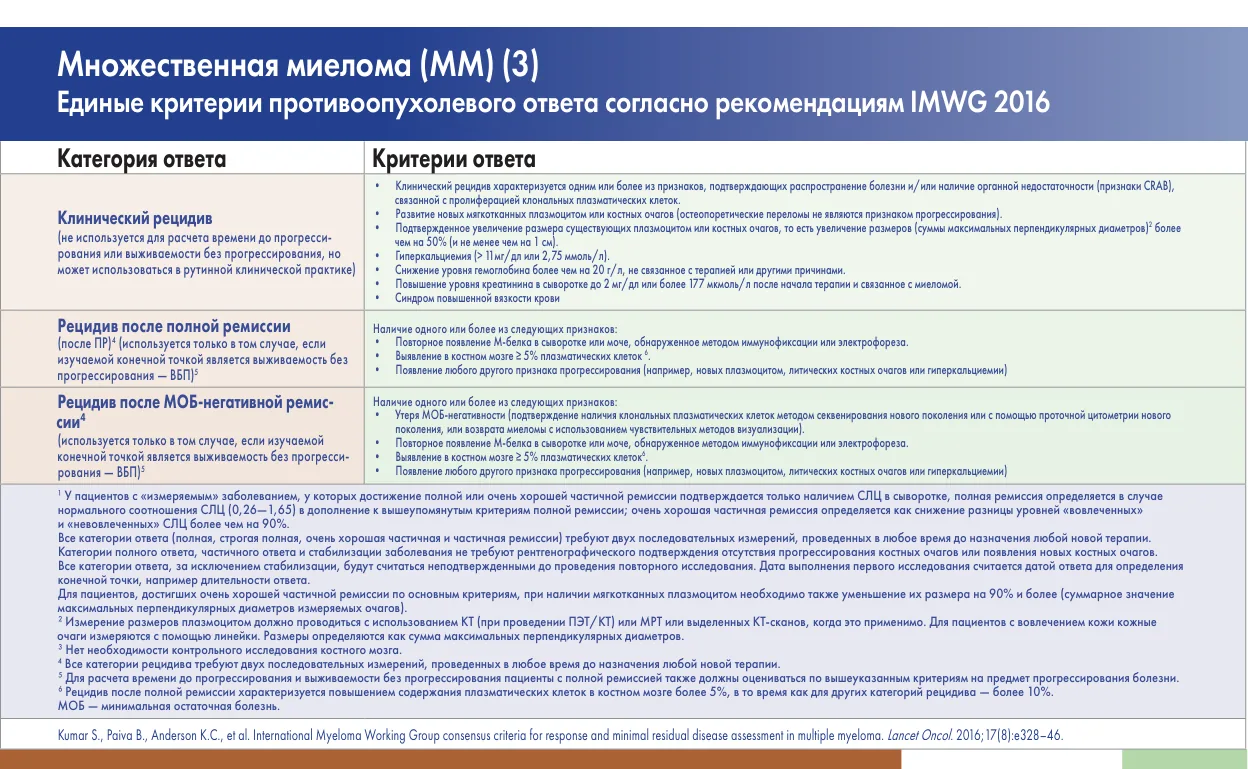 Множественная миелома (ММ) (3)
Единые критерии противоопухолевого ответа согласно рекомендациям IMWG 2016
Категория ответа
Критерии ответа
Клинический рецидив
(не используется для расчета времени до прогресси-
рования или выживаемости без прогрессирования, но
может использоваться в рутинной клинической практике)
• Клинический рецидив характеризуется одним или более из признаков, подтверждающих распространение болезни и/или наличие органной недостаточности (признаки CRAB),
связанной с пролиферацией клональных плазматических клеток.
• Развитие новых мягкотканных плазмоцитом или костных очагов (остеопоретические переломы не являются признаком прогрессирования).
• Подтвержденное увеличение размера существующих плазмоцитом или костных очагов, то есть увеличение размеров (суммы максимальных перпендикулярных диаметров)² более
чем на 50% (и не менее чем на 1 см).
• Гиперкальциемия (> 11мг/дл или 2,75 ммоль/л).
• Снижение уровня гемоглобина более чем на 20 г/л, не связанное с терапией или другими причинами.
• Повышение уровня креатинина в сыворотке до 2 мг/дл или более 177 мкмоль/л после начала терапии и связанное с миеломой.
• Синдром повышенной вязкости крови
Рецидив после полной ремиссии
(после ПР)⁴ (используется только в том случае, если
изучаемой конечной точкой является выживаемость без
прогрессирования — ВБП)⁵
Наличие одного или более из следующих признаков:
• Повторное появление М-белка в сыворотке или моче, обнаруженное методом иммунофиксации или электрофореза.
• Выявление в костном мозге ≥ 5% плазматических клеток ⁶.
• Появление любого другого признака прогрессирования (например, новых плазмоцитом, литических костных очагов или гиперкальциемии)
Рецидив после МОБ-негативной ремис-
сии⁴
(используется только в том случае, если изучаемой
конечной точкой является выживаемость без прогресси-
рования — ВБП)⁵
Наличие одного или более из следующих признаков:
• Утеря МОБ-негативности (подтверждение наличия клональных плазматических клеток методом секвенирования нового поколения или с помощью проточной цитометрии нового
поколения, или возврата миеломы с использованием чувствительных методов визуализации).
• Повторное появление М-белка в сыворотке или моче, обнаруженное методом иммунофиксации или электрофореза.
• Выявление в костном мозге ≥ 5% плазматических клеток⁶.
• Появление любого другого признака прогрессирования (например, новых плазмоцитом, литических костных очагов или гиперкальциемии)
¹ У пациентов с «измеряемым» заболеванием, у которых достижение полной или очень хорошей частичной ремиссии подтверждается только наличием СЛЦ в сыворотке, полная ремиссия определяется в случае
нормального соотношения СЛЦ (0,26—1,65) в дополнение к вышеупомянутым критериям полной ремиссии; очень хорошая частичная ремиссия определяется как снижение разницы уровней «вовлеченных»
и «невовлеченных» СЛЦ более чем на 90%.
Все категории ответа (полная, строгая полная, очень хорошая частичная и частичная ремиссии) требуют двух последовательных измерений, проведенных в любое время до назначения любой новой терапии.
Категории полного ответа, частичного ответа и стабилизации заболевания не требуют рентгенографического подтверждения отсутствия прогрессирования костных очагов или появления новых костных очагов.
Все категории ответа, за исключением стабилизации, будут считаться неподтвержденными до проведения повторного исследования. Дата выполнения первого исследования считается датой ответа для определения
конечной точки, например длительности ответа.
Для пациентов, достигших очень хорошей частичной ремиссии по основным критериям, при наличии мягкотканных плазмоцитом необходимо также уменьшение их размера на 90% и более (суммарное значение
максимальных перпендикулярных диаметров измеряемых очагов).
² Измерение размеров плазмоцитом должно проводиться с использованием КТ (при проведении ПЭТ/КТ) или МРТ или выделенных КТ-сканов, когда это применимо. Для пациентов с вовлечением кожи кожные
очаги измеряются с помощью линейки. Размеры определяются как сумма максимальных перпендикулярных диаметров.
³ Нет необходимости контрольного исследования костного мозга.
⁴ Все категории рецидива требуют двух последовательных измерений, проведенных в любое время до назначения любой новой терапии.
⁵ Для расчета времени до прогрессирования и выживаемости без прогрессирования пациенты с полной ремиссией также должны оцениваться по вышеуказанным критериям на предмет прогрессирования болезни.
⁶ Рецидив после полной ремиссии характеризуется повышением содержания плазматических клеток в костном мозге более 5%, в то время как для других категорий рецидива — более 10%.
МОБ — минимальная остаточная болезнь.
Kumar S., Paiva B., Anderson K.C., et al. International Myeloma Working Group consensus criteria for response and minimal residual disease assessment in multiple myeloma. Lancet Oncol. 2016;17(8):e328–46.